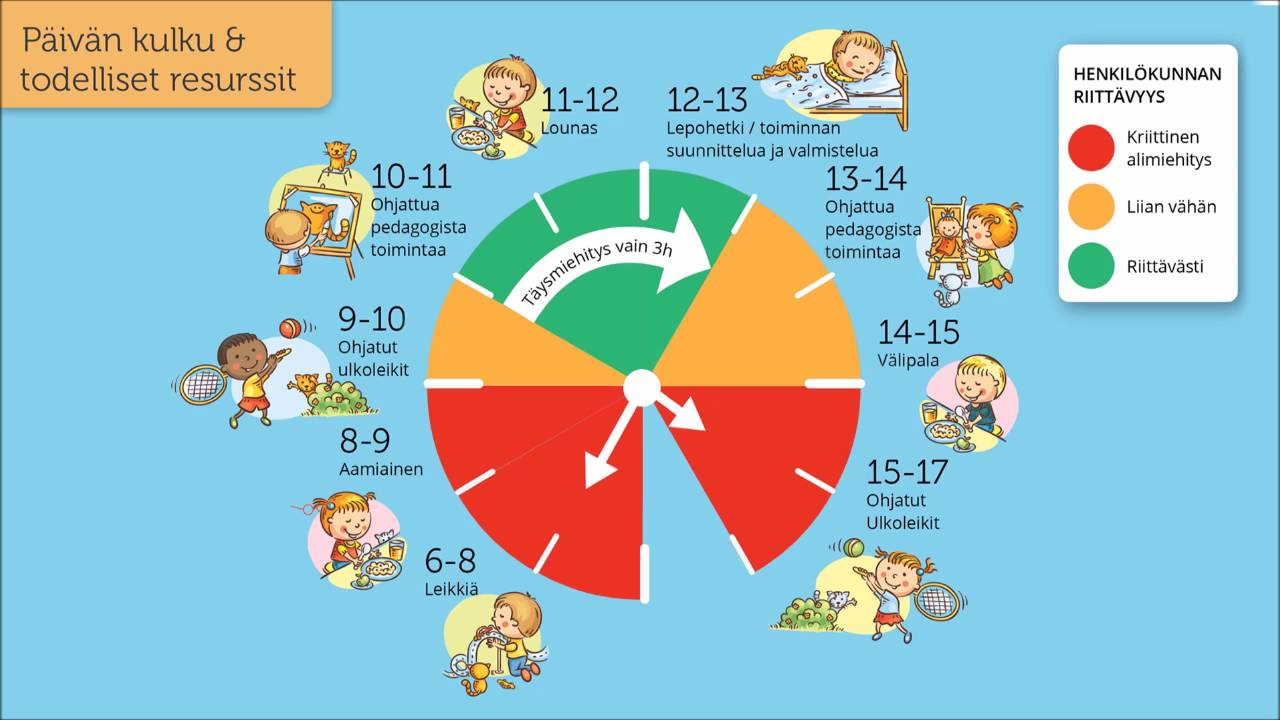 Päivän kulku &
todelliset resurssit
11-12
Lounas
12-13
Lepohetki / toiminnan
suunnittelua ja valmistelua
HENKILÖKUNNAN
RIITTÄVYYS
Kriittinen
alimiehitys
Liian vähän
Riittävästi
10-11
Ohjattua
pedagogista
toimintaa
13-14
Ohjattua
pedagogista
toimintaa
Täysmiehitys vain 3h
9-10
Ohjatut
ulkoleikit
14-15
Välipala
8-9
Aamiainen
15-17
Ohjatut
Ulkoleikit
6-8
Leikkiä